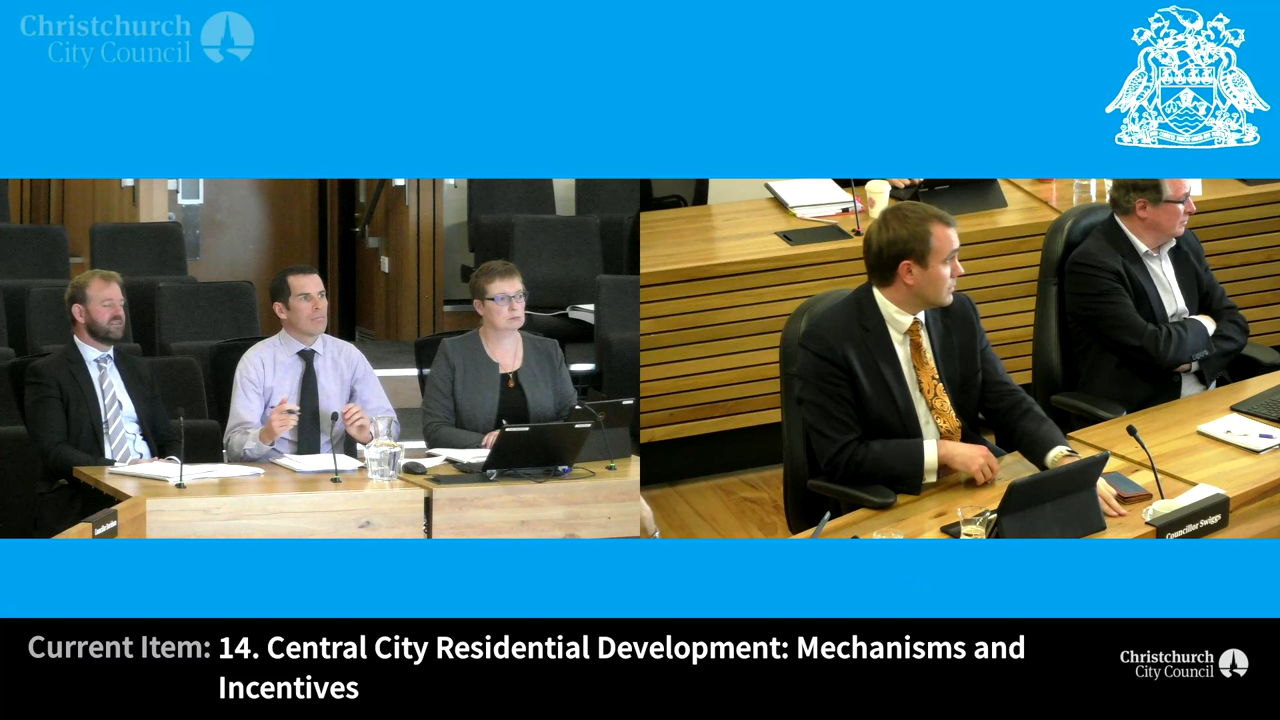 Christchurch
City Council
Councillor Swiggs
Current Item: 14. Central City Residential Development: Mechanisms and
Incentives
Christchurch
City Council